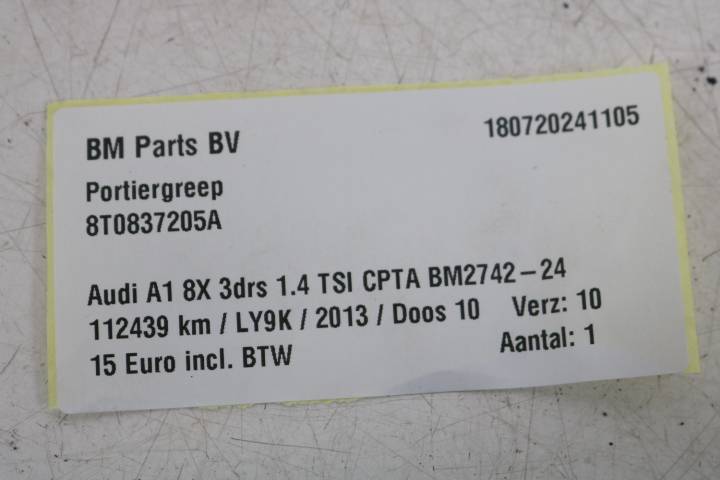 BM Parts BV
180720241105
Portiergreep
8T0837205A
Audi A1 8X 3drs 1.4 TSI CPTA BM2742-24
112439 km / LY9K / 2013 / Doos 10 Verz: 10
15 Euro incl. BTW Aantal: 1